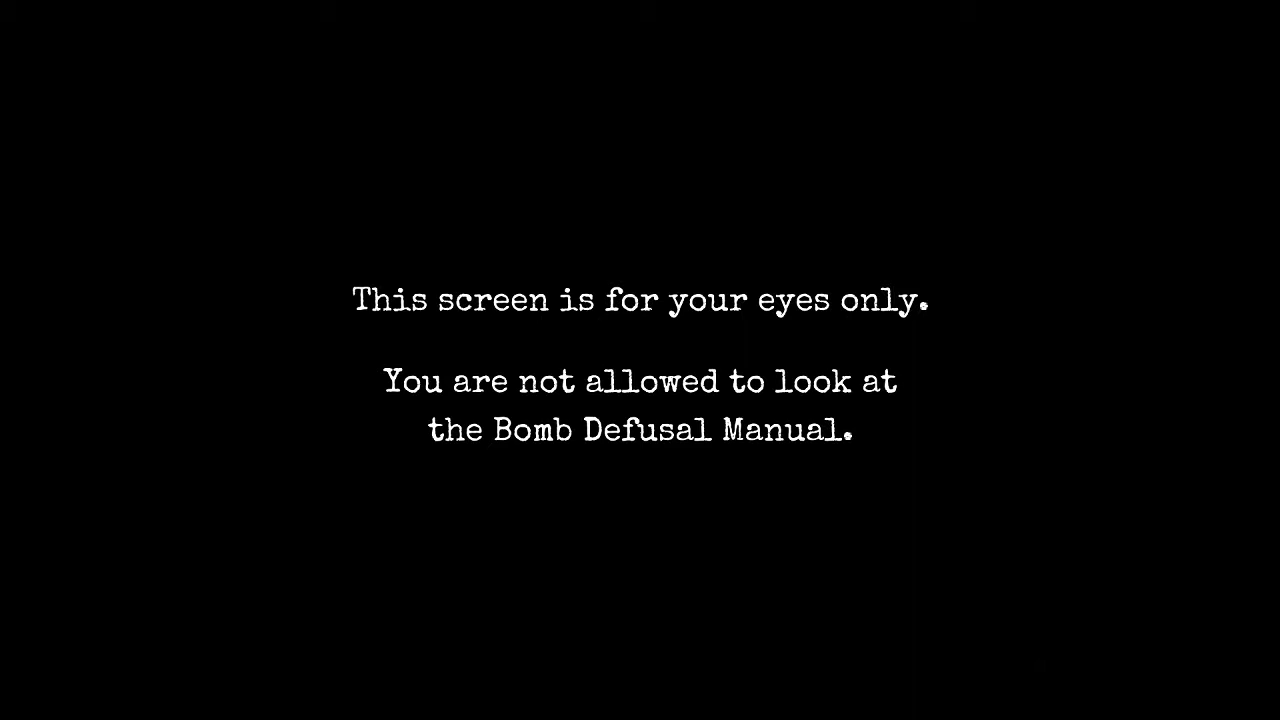 This screen is for your eyes only.
You are not allowed to look at
the Bomb Defusal Manual.